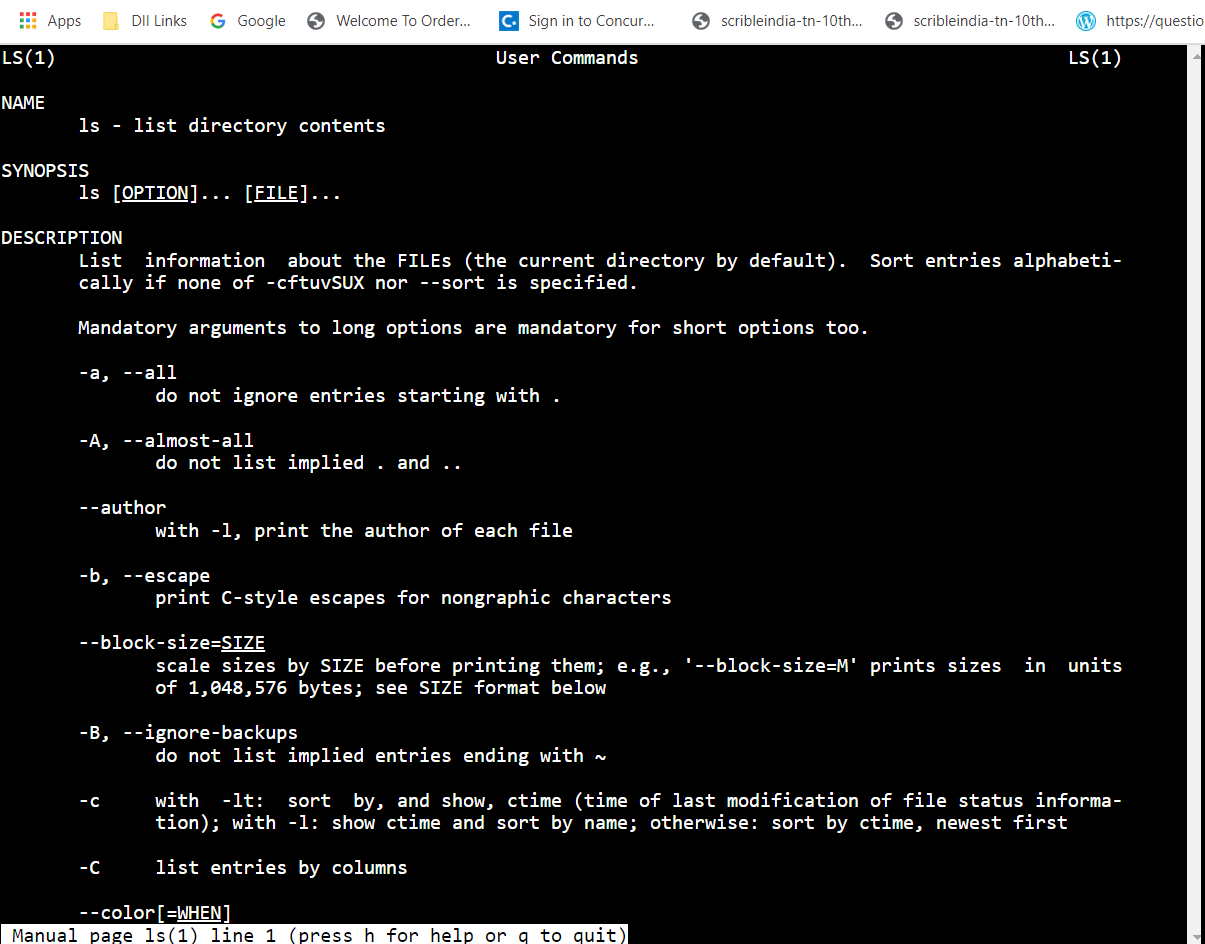 Apps Dll Links Google Welcome To Order... Sign in to Concur... scribleindia-tn-10th... scribleindia-tn-10th... https://questio
LS(1) User Commands LS(1)
NAME
ls - list directory contents
SYNOPSIS
ls [OPTION]... [FILE]...
DESCRIPTION
List information about the FILEs (the current directory by default). Sort entries alphabeti-
cally if none of -cftuvSUX nor --sort is specified.
Mandatory arguments to long options are mandatory for short options too.
-a, --all
do not ignore entries starting with .
-A, --almost-all
do not list implied . and ..
--author
with -l, print the author of each file
-b, --escape
print C-style escapes for nongraphic characters
--block-size=SIZE
scale sizes by SIZE before printing them; e.g., '--block-size=M' prints sizes in units
of 1,048,576 bytes; see SIZE format below
-B, --ignore-backups
do not list implied entries ending with ~
-c with -lt: sort by, and show, ctime (time of last modification of file status informa-
tion); with -l: show ctime and sort by name; otherwise: sort by ctime, newest first
-C list entries by columns
--color[=WHEN]
Manual page ls(1) line 1 (press h for help or q to quit)